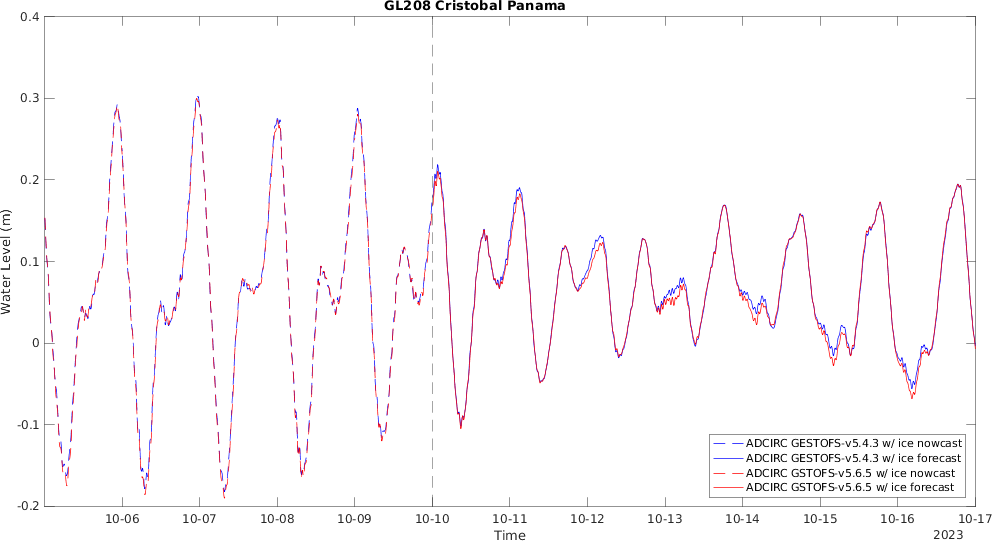 GL208 Cristobal Panama
0.4
0.3
0.2
0.1
0
-0.1
-0.2
Water Level (m)
ADCIRC GESTOFS-v5.4.3 w/ ice nowcast
ADCIRC GESTOFS-v5.4.3 w/ ice forecast
ADCIRC GSTOFS-v5.6.5 w/ ice nowcast
ADCIRC GSTOFS-v5.6.5 w/ ice forecast
10-06 10-07 10-08 10-09 10-10 10-11 10-12 10-13 10-14 10-15 10-16 10-17
Time
2023